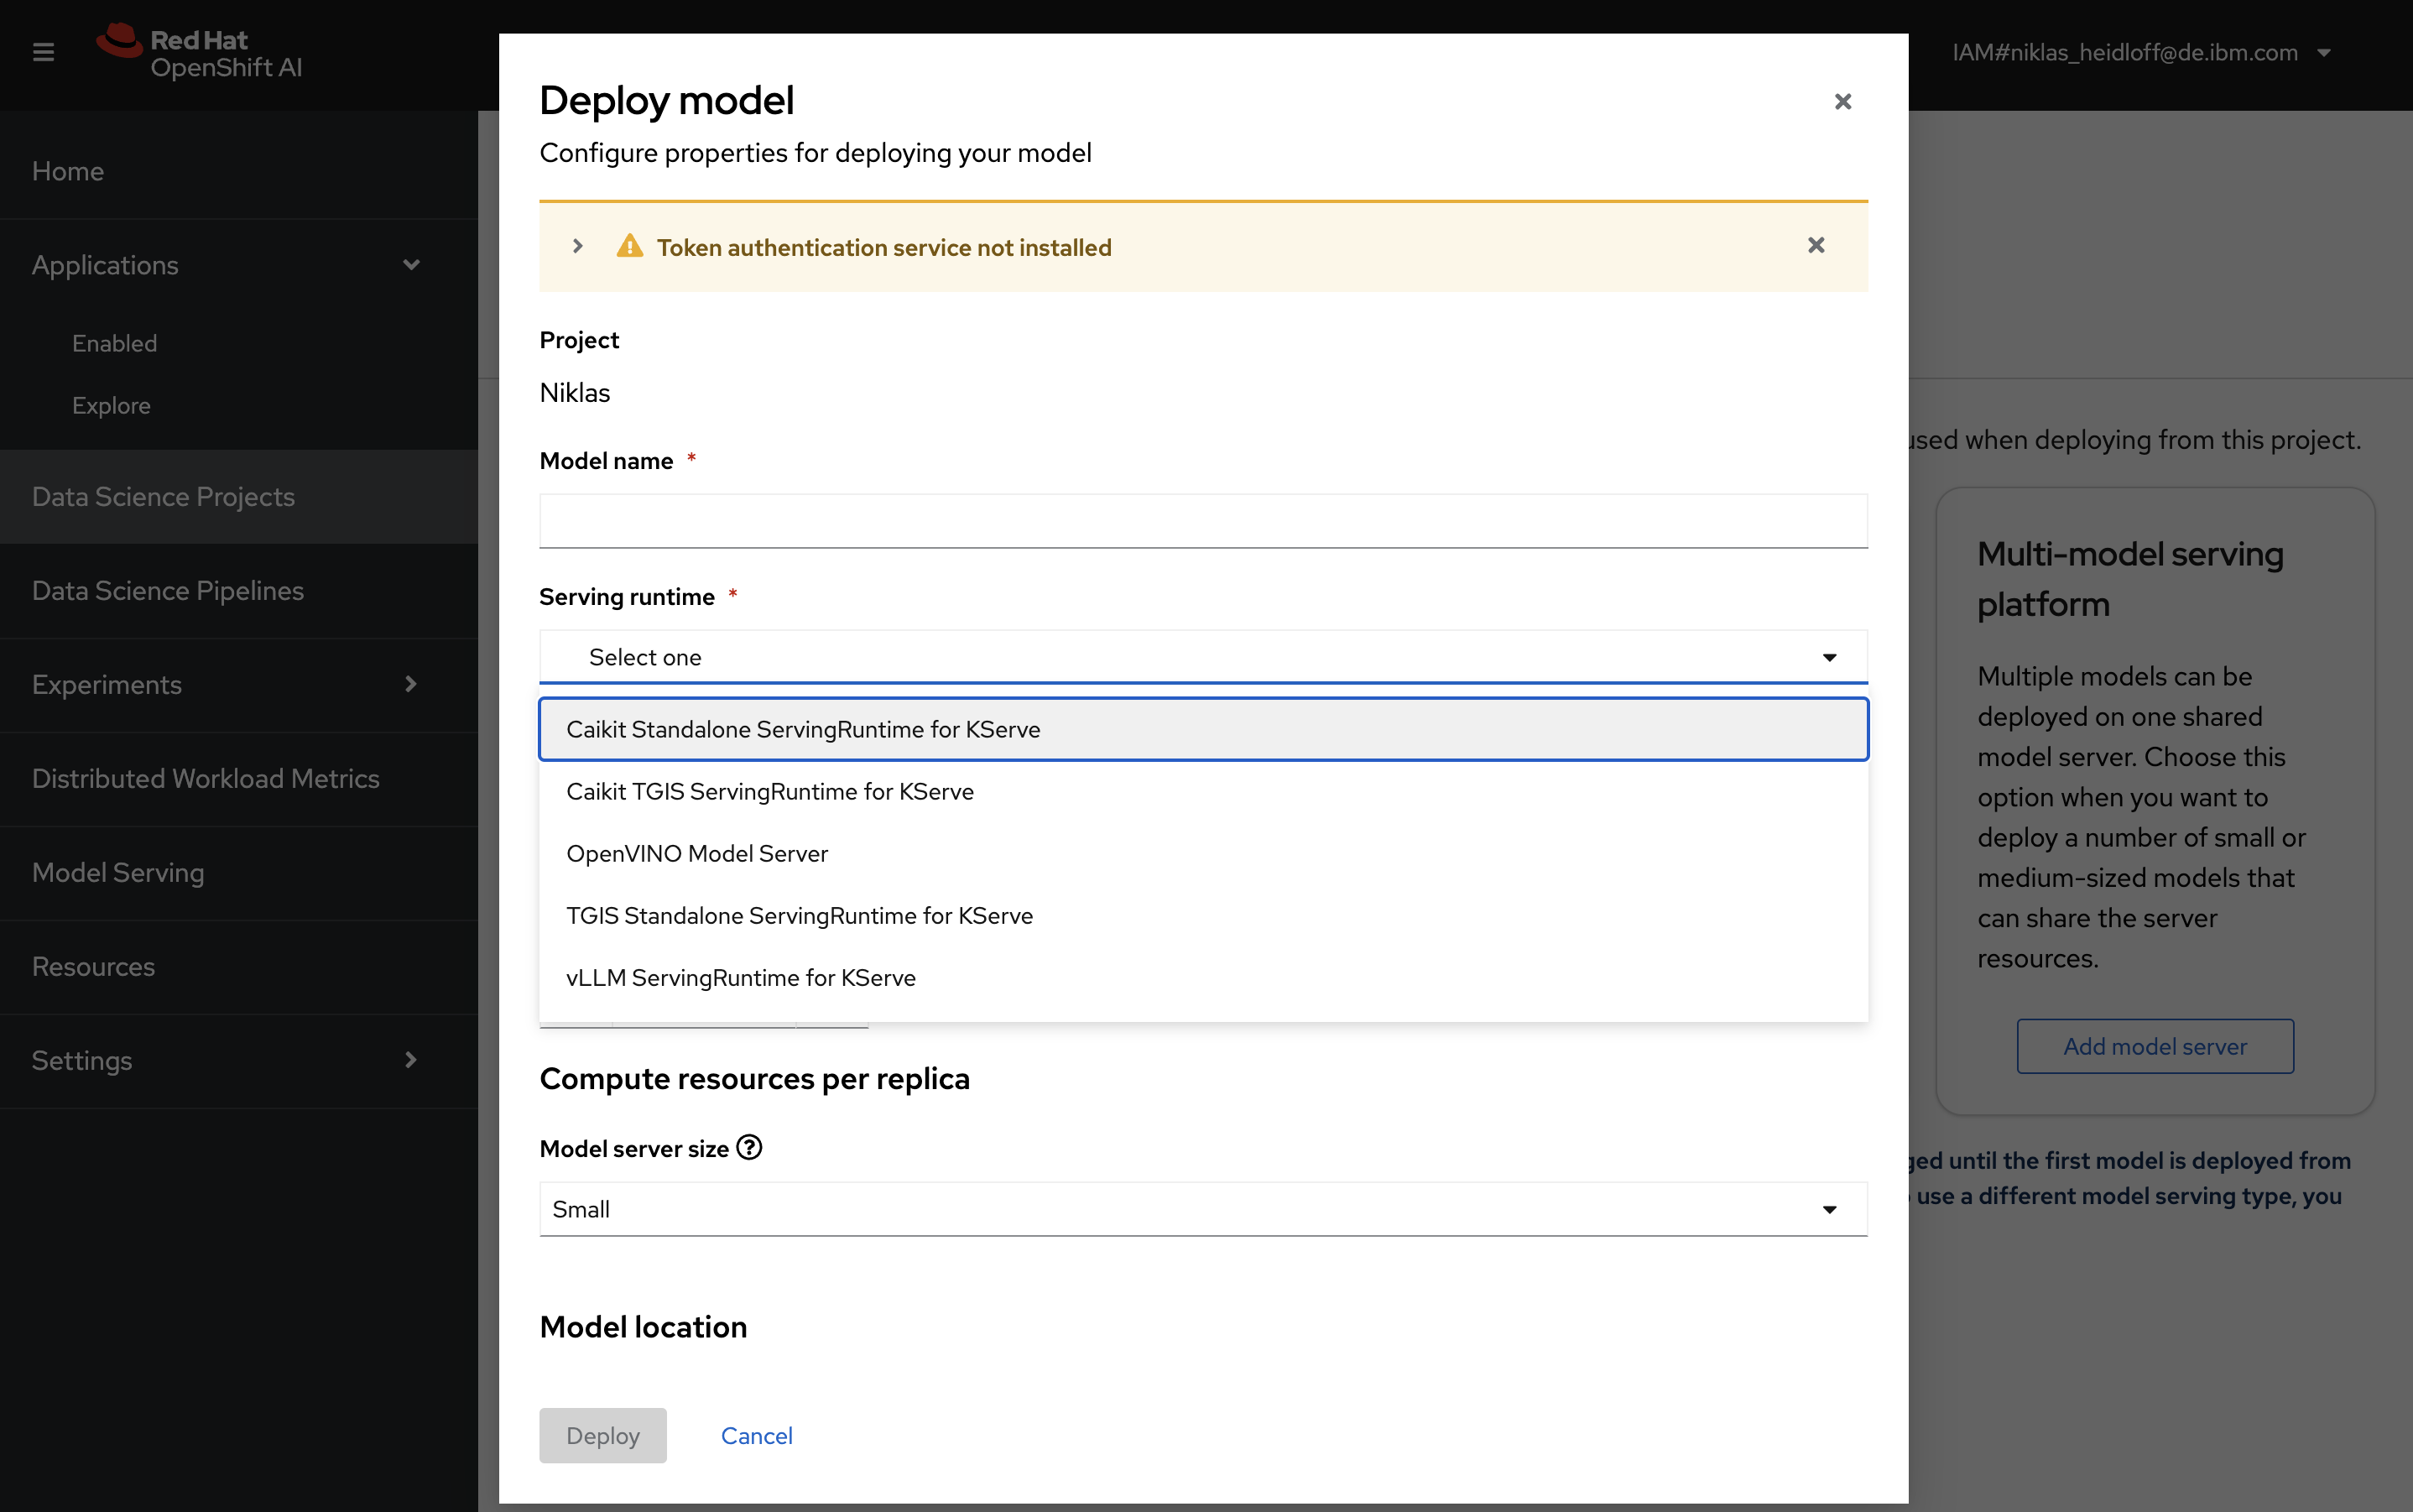 Red Hat
OpenShift AI
IAM#niklas_heidloff@de.ibm.com
Home
Applications
Enabled
Explore
Data Science Projects
Data Science Pipelines
Experiments
Distributed Workload Metrics
Model Serving
Resources
Settings
Deploy model
Configure properties for deploying your model
Token authentication service not installed
Project
Niklas
Model name *
Serving runtime *
Select one
Caikit Standalone ServingRuntime for KServe
Caikit TGIS ServingRuntime for KServe
OpenVINO Model Server
TGIS Standalone ServingRuntime for KServe
vLLM ServingRuntime for KServe
Compute resources per replica
Model server size
Small
Model location
Deploy
Cancel
used when deploying from this project.
Multi-model serving
platform
Multiple models can be
deployed on one shared
model server. Choose this
option when you want to
deploy a number of small or
medium-sized models that
can share the server
resources.
Add model server
until the first model is deployed from
use a different model serving type, you